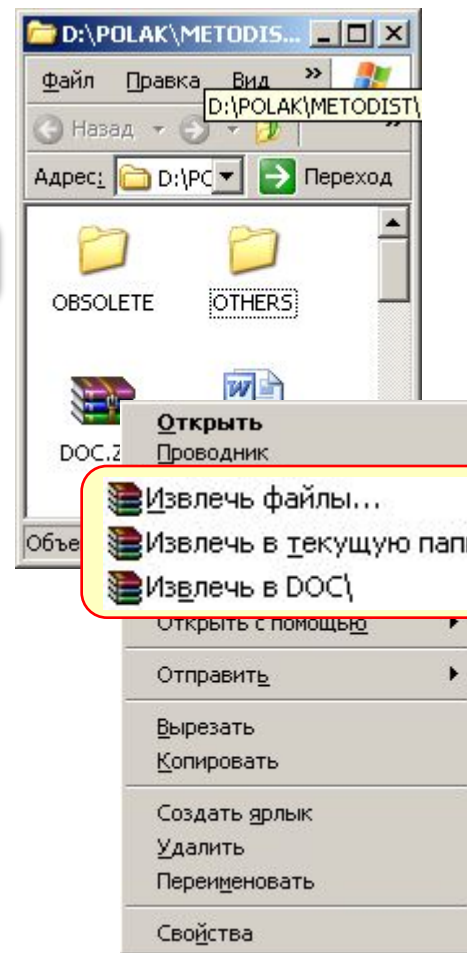 D:\POLAK\METODIS...
Файл Правка Вид »
D:\POLAK\METODIST\
Назад »
Адрес: D:\PC Переход
OBSOLETE OTHERS
DOC.Z
Открыть
Проводник
Извлечь файлы...
Извлечь в текущую
Объе
Извлечь в DOC\
Открыть с помощью
Отправить
Вырезать
Копировать
Создать ярлык
Удалить
Переименовать
Свойства